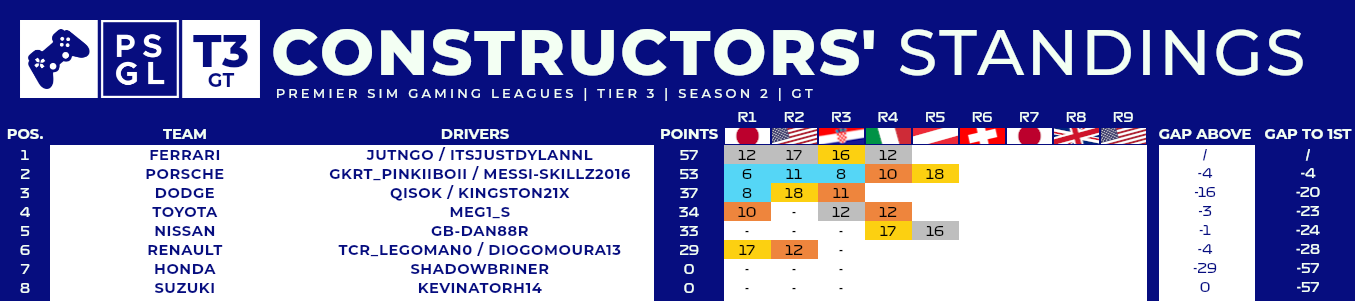 PS GL T3 GT CONSTRUCTORS' STANDINGS
PREMIER SIM GAMING LEAGUES | TIER 3 | SEASON 2 | GT
R1 R2 R3 R4 R5 R6 R7 R8 R9
POS. TEAM DRIVERS POINTS GAP ABOVE GAP TO 1ST
1 FERRARI JUTNGO / ITSJUSTDYLANNL 57 12 17 16 12 / /
2 PORSCHE GKRT_PINKIIBOII / MESSI-SKILLZ2016 53 6 11 8 10 18 -4 -4
3 DODGE QISOK / KINGSTON21X 37 8 18 11 -16 -20
4 TOYOTA MEG1_S 34 10 - 12 12 -3 -23
5 NISSAN GB-DAN88R 33 - - - 17 16 -1 -24
6 RENAULT TCR_LEGOMAN0 / DIOGOMOURA13 29 17 12 - -4 -28
7 HONDA SHADOWBRINER 0 - - - -29 -57
8 SUZUKI KEVINATORH14 0 - - - 0 -57